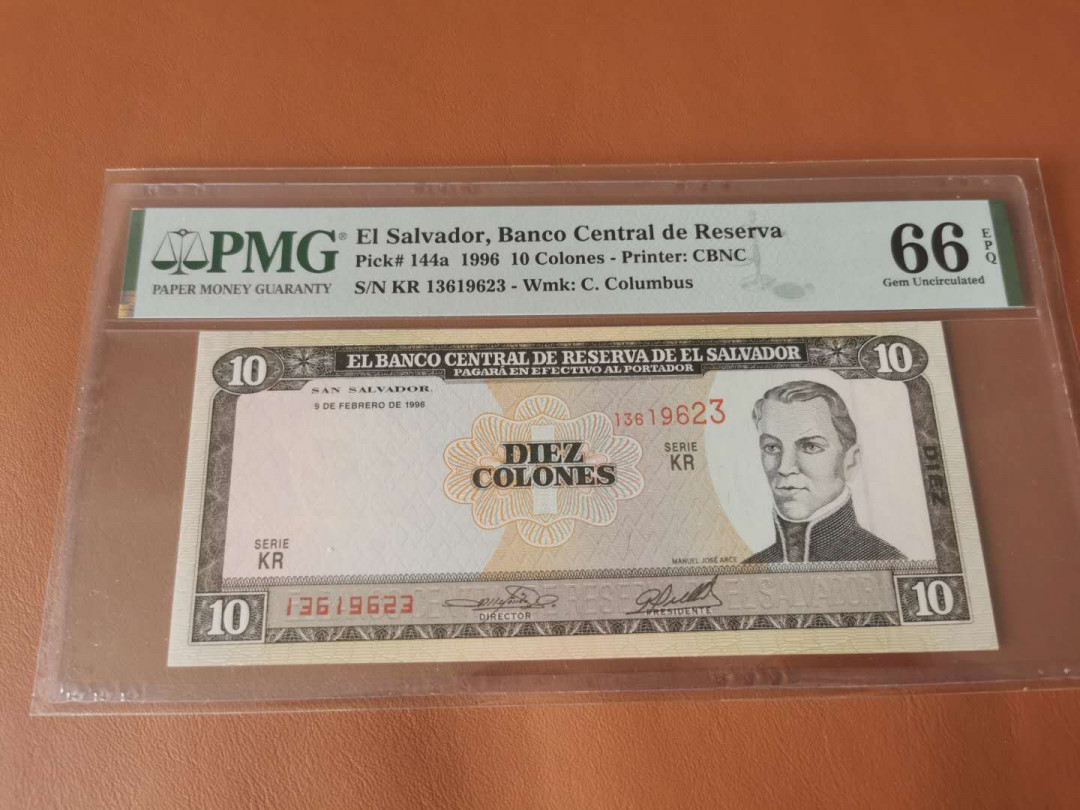 PMG®
PAPER MONEY GUARANTY
El Salvador, Banco Central de Reserva
Pick# 144a 1996 10 Colones - Printer: CBNC
S/N KR 13619623 - Wmk: C. Columbus
66
EPQ
Gem Uncirculated
10
EL BANCO CENTRAL DE RESERVA DE EL SALVADOR
PAGARÁ EN EFECTIVO AL PORTADOR
10
SAN SALVADOR.
9 DE FEBRERO DE 1996
13619623
SERIE
KR
DIEZ
COLONES
DIEZ
SERIE
KR
MANUEL JOSÉ ARCE
10
13619623
DIRECTOR
PRESIDENTE
EL SALVADOR
10